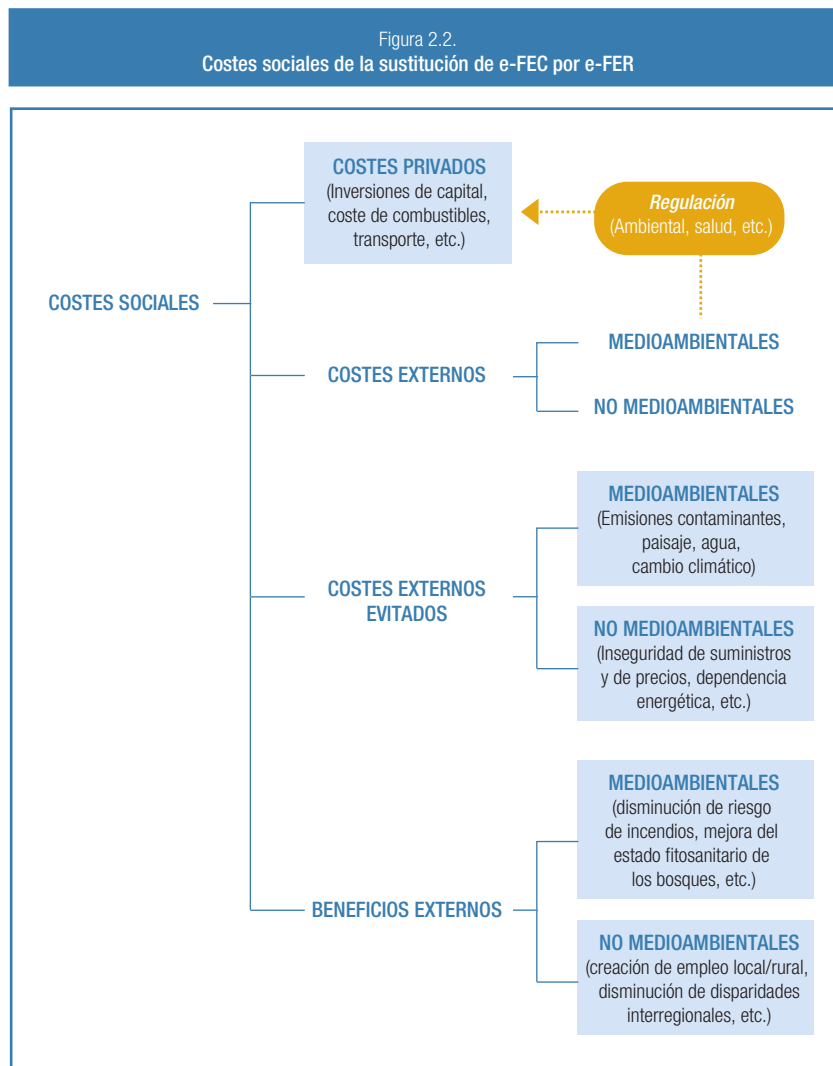 Figura 2.2.
Costes sociales de la sustitución de e-FEC por e-FER
COSTES PRIVADOS
(Inversiones de capital,
coste de combustibles,
transporte, etc.)
Regulación
(Ambiental, salud, etc.)
COSTES SOCIALES
MEDIOAMBIENTALES
COSTES EXTERNOS
NO MEDIOAMBIENTALES
MEDIOAMBIENTALES
(Emisiones contaminantes,
paisaje, agua,
cambio climático)
COSTES EXTERNOS
EVITADOS
NO MEDIOAMBIENTALES
(Inseguridad de suministros
y de precios, dependencia
energética, etc.)
MEDIOAMBIENTALES
(disminución de riesgo
de incendios, mejora del
estado fitosanitario de
los bosques, etc.)
BENEFICIOS EXTERNOS
NO MEDIOAMBIENTALES
(creación de empleo local/rural,
disminución de disparidades
interregionales, etc.)